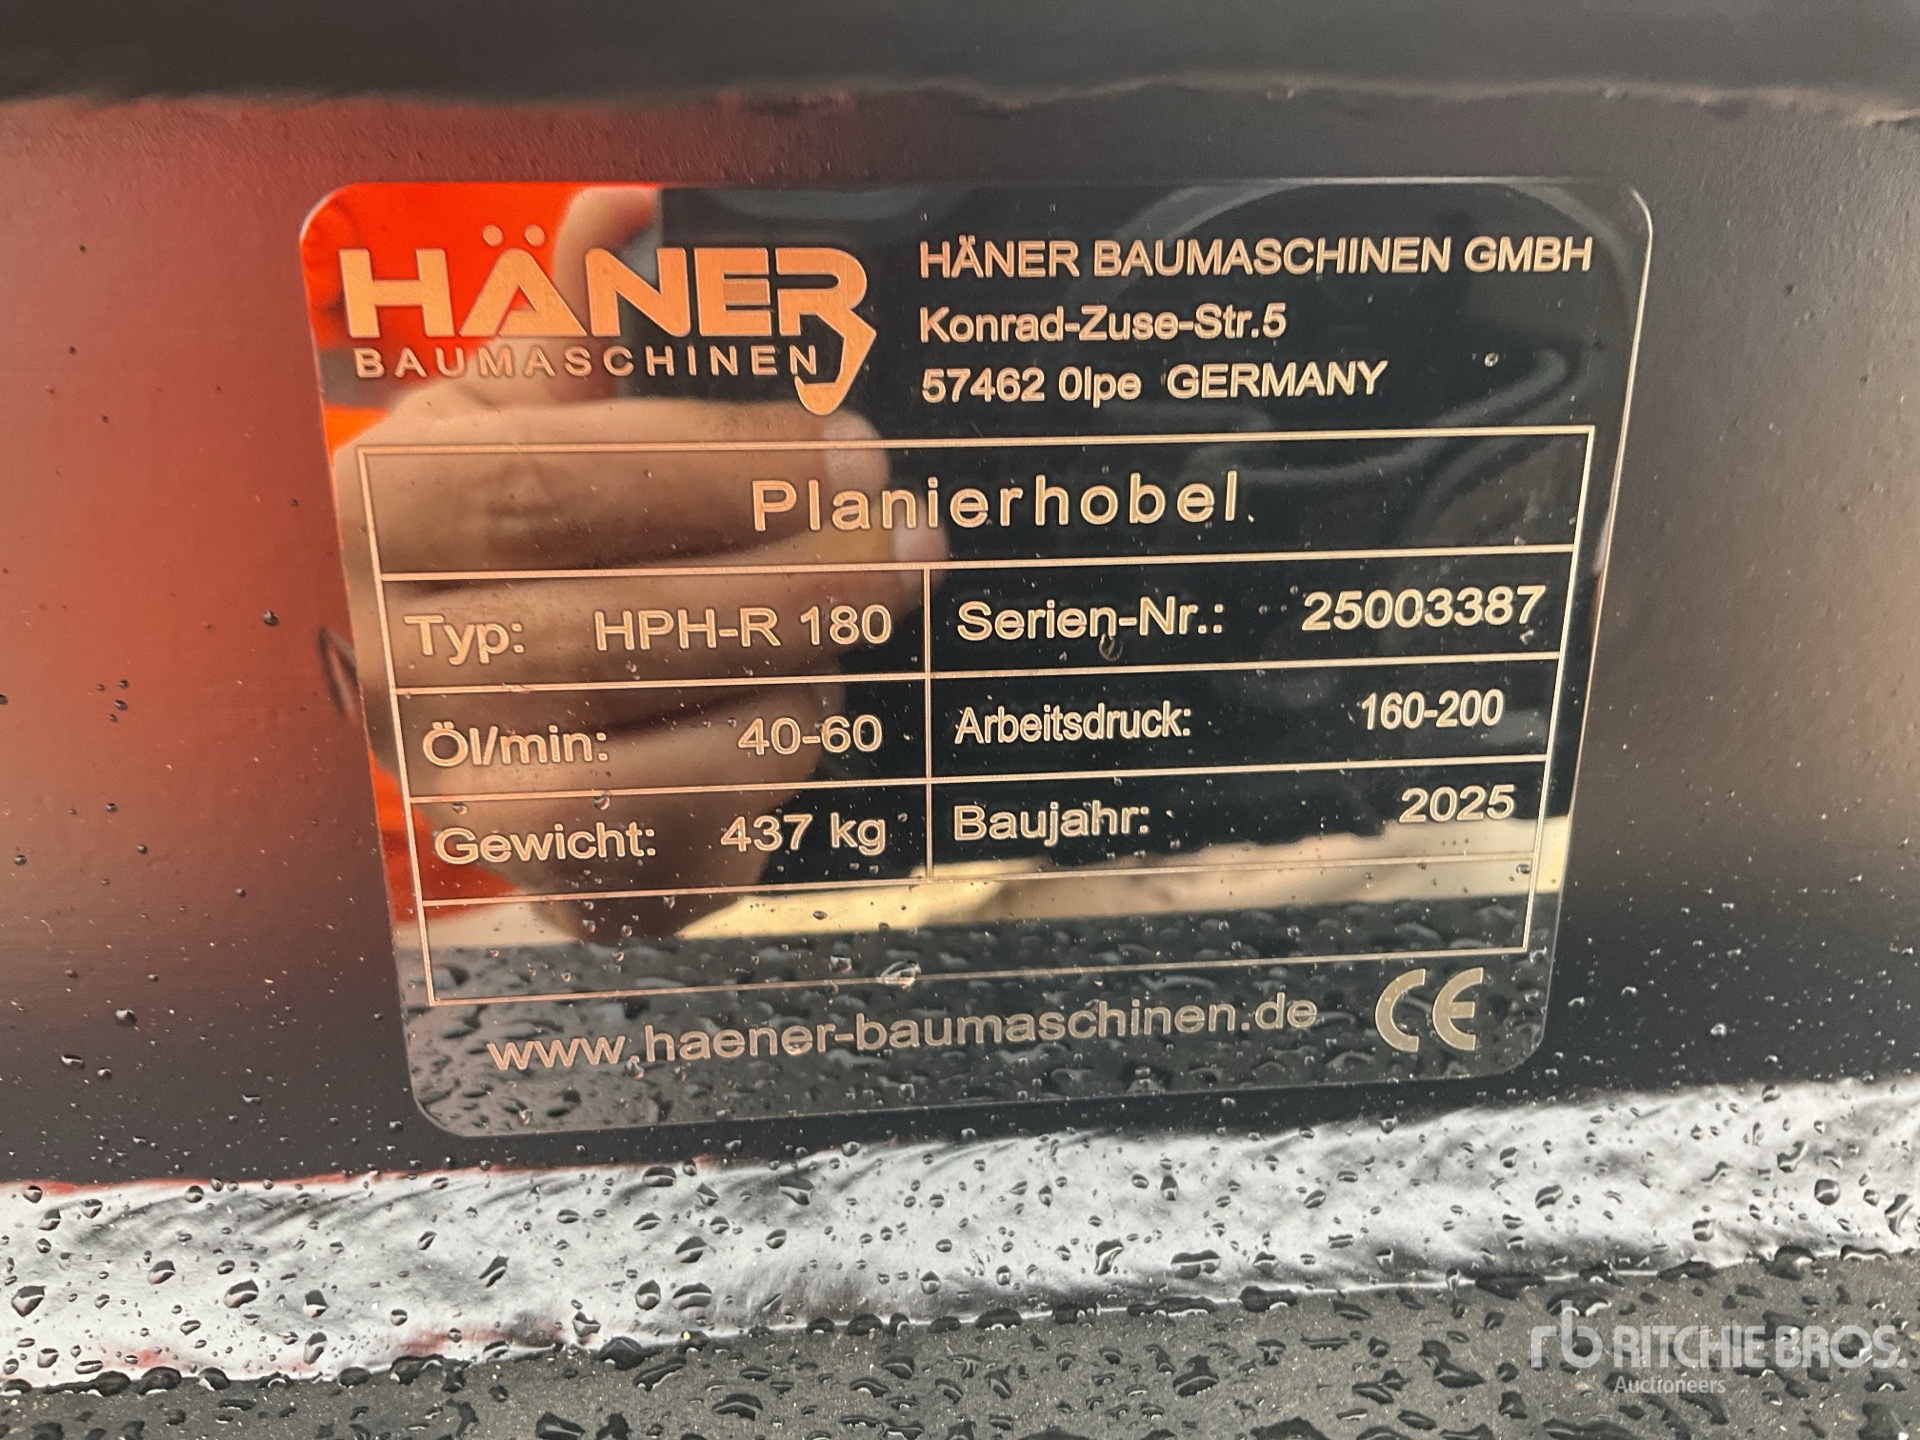 HÄNER
BAUMASCHINEN
HÄNER BAUMASCHINEN GMBH
Konrad-Zuse-Str.5
57462 Olpe GERMANY
Planierhobel
Typ: HPH-R 180 Serien-Nr.: 25003387
Öl/min: 40-60 Arbeitsdruck: 160-200
Gewicht: 437 kg Baujahr: 2025
www.haener-baumaschinen.de CE
rb RITCHIE BROS.
Auctioneers